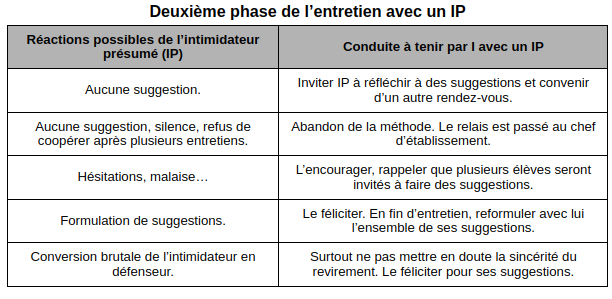 Deuxième phase de l’entretien avec un IP
Réactions possibles de l’intimidateur
présumé (IP)
Conduite à tenir par I avec un IP
Aucune suggestion.
Inviter IP à réfléchir à des suggestions et convenir
d’un autre rendez-vous.
Aucune suggestion, silence, refus de
coopérer après plusieurs entretiens.
Abandon de la méthode. Le relais est passé au chef
d’établissement.
Hésitations, malaise…
L’encourager, rappeler que plusieurs élèves seront
invités à faire des suggestions.
Formulation de suggestions.
Le féliciter. En fin d’entretien, reformuler avec lui
l’ensemble de ses suggestions.
Conversion brutale de l’intimidateur en
défenseur.
Surtout ne pas mettre en doute la sincérité du
revirement. Le féliciter pour ses suggestions.